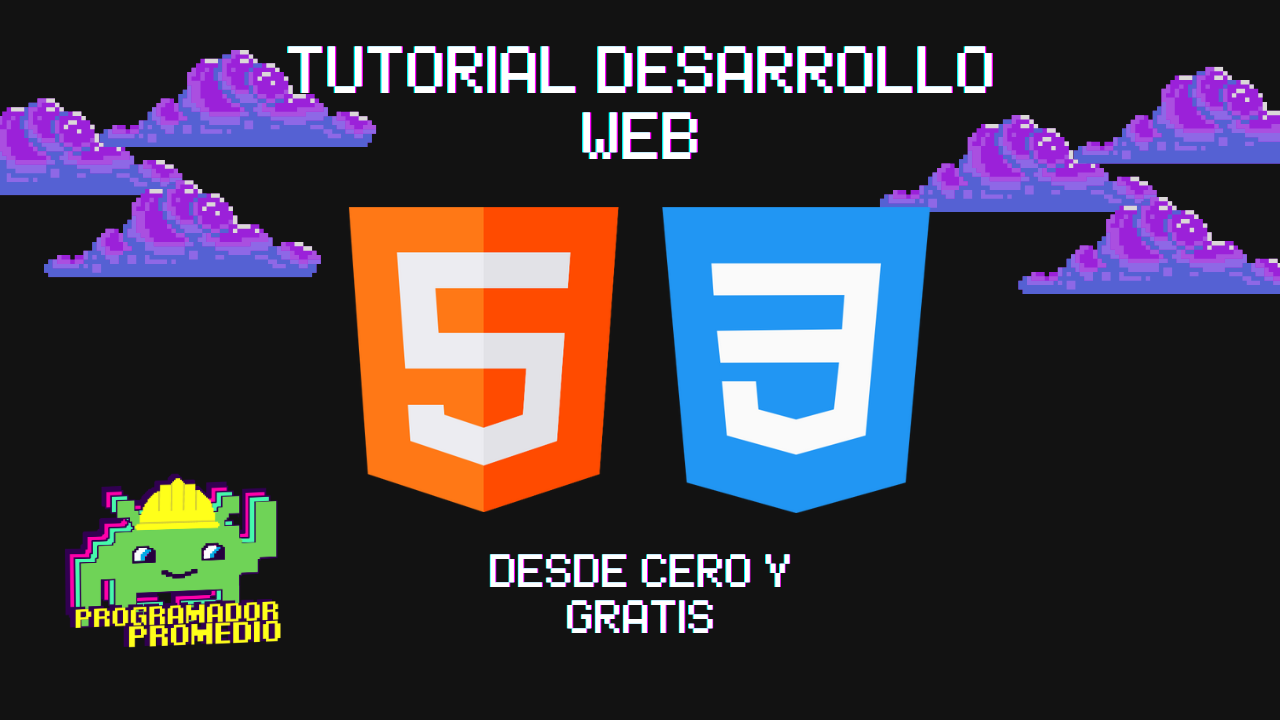 TUTORIAL DESARROLLO
WEB
5
3
DESDE CERO Y
GRATIS
PROGRAMADOR
PROMEDIO